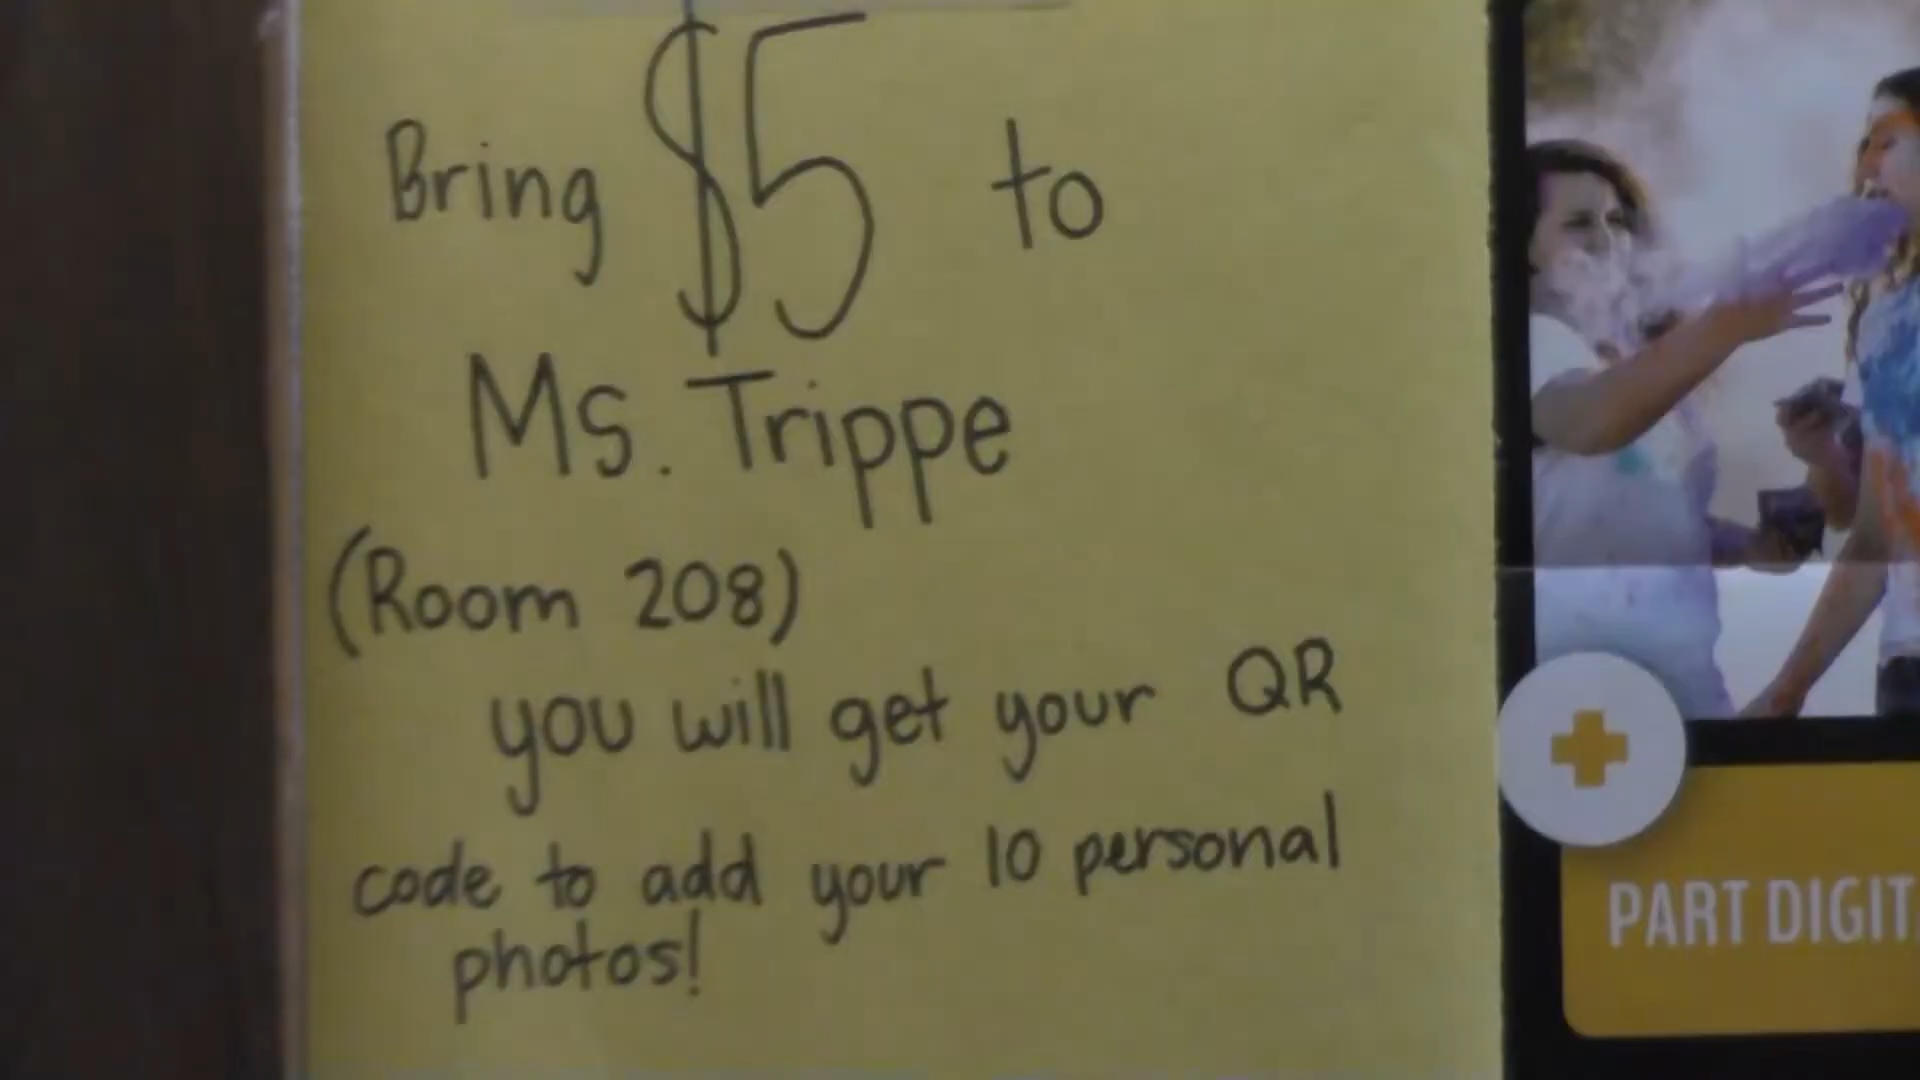 Bring $5 to
Ms. Trippe
(Room 208)
you will get your QR
code to add your 10 personal
photos!
PART DIGIT